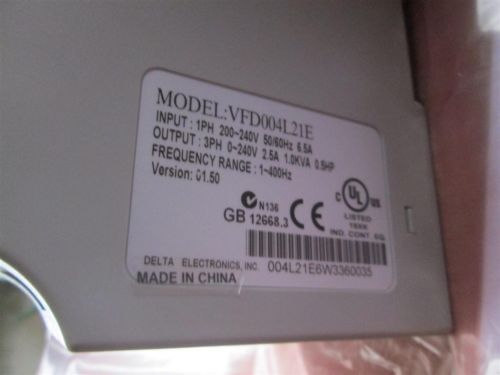 MODEL:VFD004L21E
INPUT : 1PH 200~240V 50/60Hz 6.5A
OUTPUT : 3PH 0~240V 2.5A 1.0KVA 0.5HP
FREQUENCY RANGE : 1~400Hz
Version: 01.50
N136
GB 12668.3
CE
C UL US
LISTED
19XK
IND. CONT. EQ.
DELTA ELECTRONICS, INC. 004L21E6W3360035
MADE IN CHINA